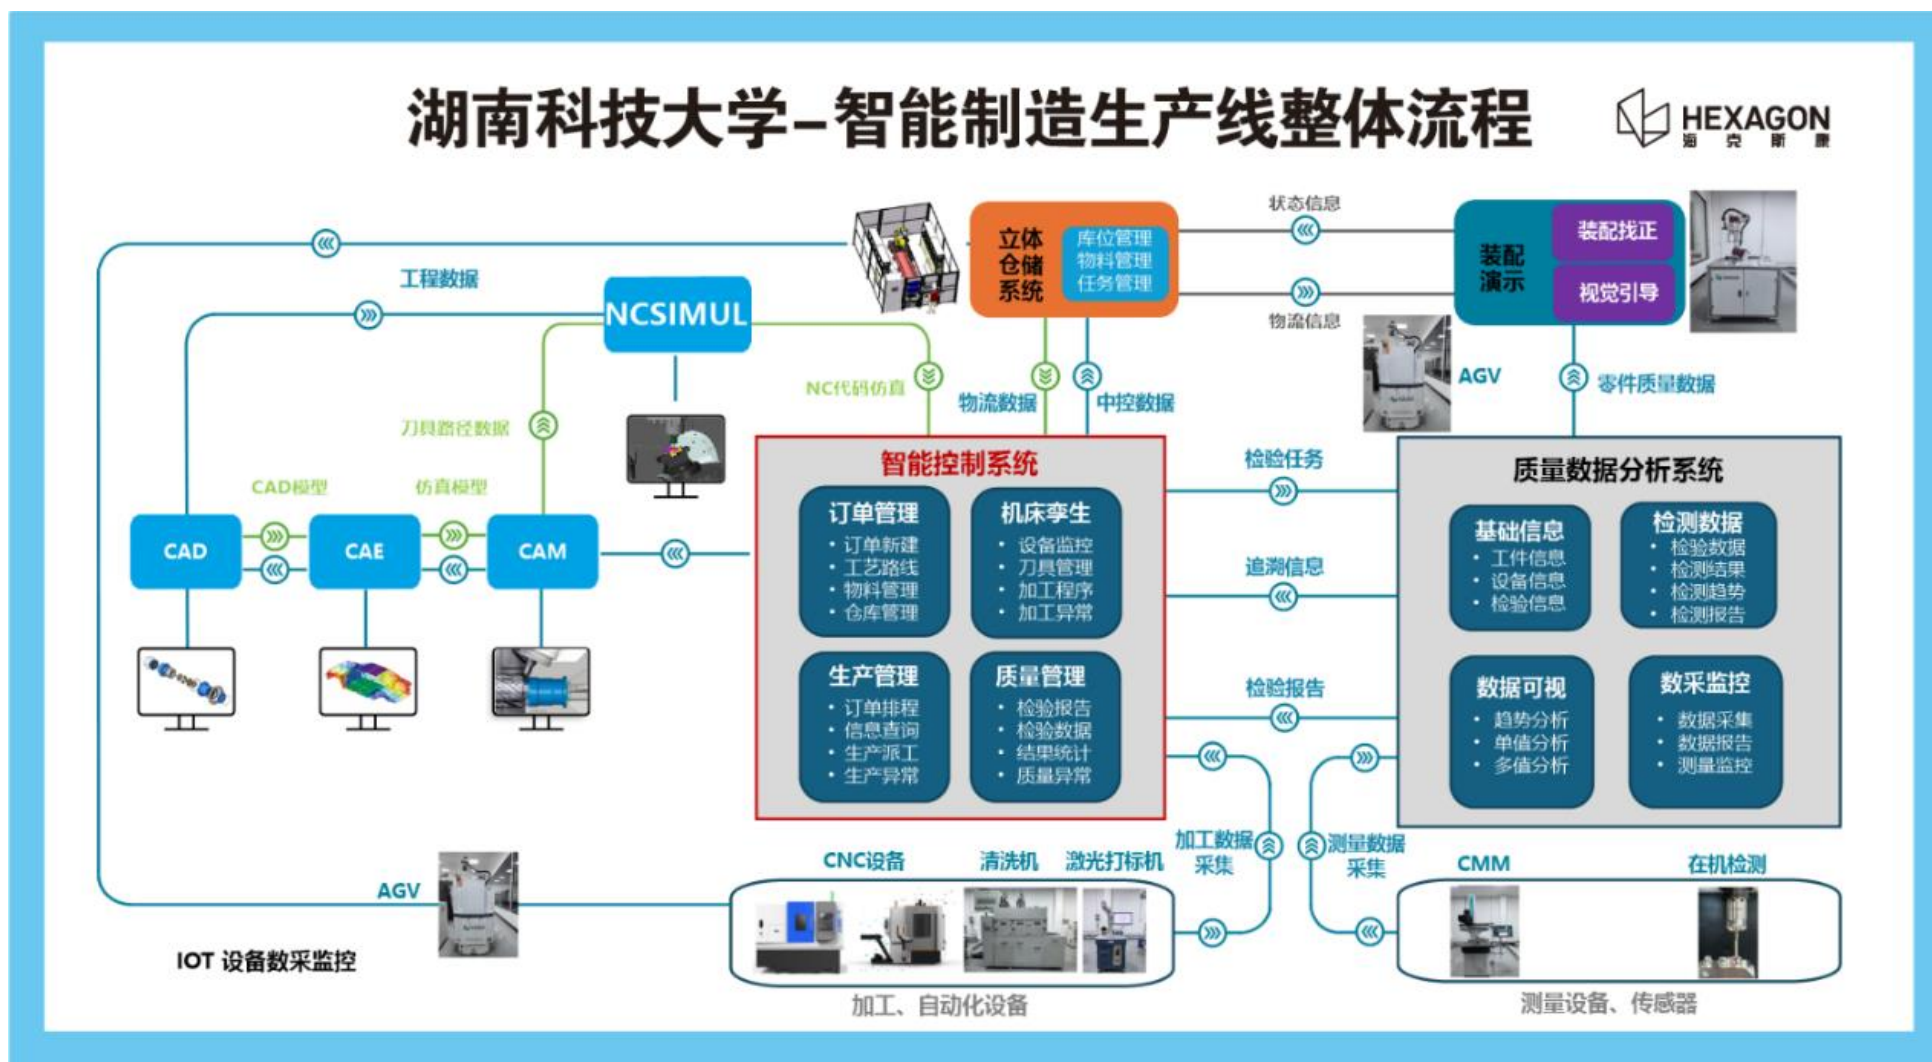 湖南科技大学-智能制造生产线整体流程
HEXAGON
海克斯康
状态信息
立体
仓储
系统
库位管理
物料管理
任务管理
装配
演示
装配找正
视觉引导
工程数据
NCSIMUL
物流信息
AGV
NC代码仿真
物流数据
中控数据
零件质量数据
刀具路径数据
CAD模型
仿真模型
CAD
CAE
CAM
智能控制系统
订单管理
• 订单新建
• 工艺路线
• 物料管理
• 仓库管理
机床孪生
• 设备监控
• 刀具管理
• 加工程序
• 加工异常
生产管理
• 订单排程
• 信息查询
• 生产派工
• 生产异常
质量管理
• 检验报告
• 检验数据
• 结果统计
• 质量异常
检验任务
追溯信息
检验报告
质量数据分析系统
基础信息
• 工件信息
• 设备信息
• 检验信息
检测数据
• 检验数据
• 检测结果
• 检测趋势
• 检测报告
数据可视
• 趋势分析
• 单值分析
• 多值分析
数采监控
• 数据采集
• 数据报告
• 测量监控
加工数据
采集
测量数据
采集
AGV
IOT 设备数采监控
CNC设备
清洗机
激光打标机
加工、自动化设备
CMM
在机检测
测量设备、传感器